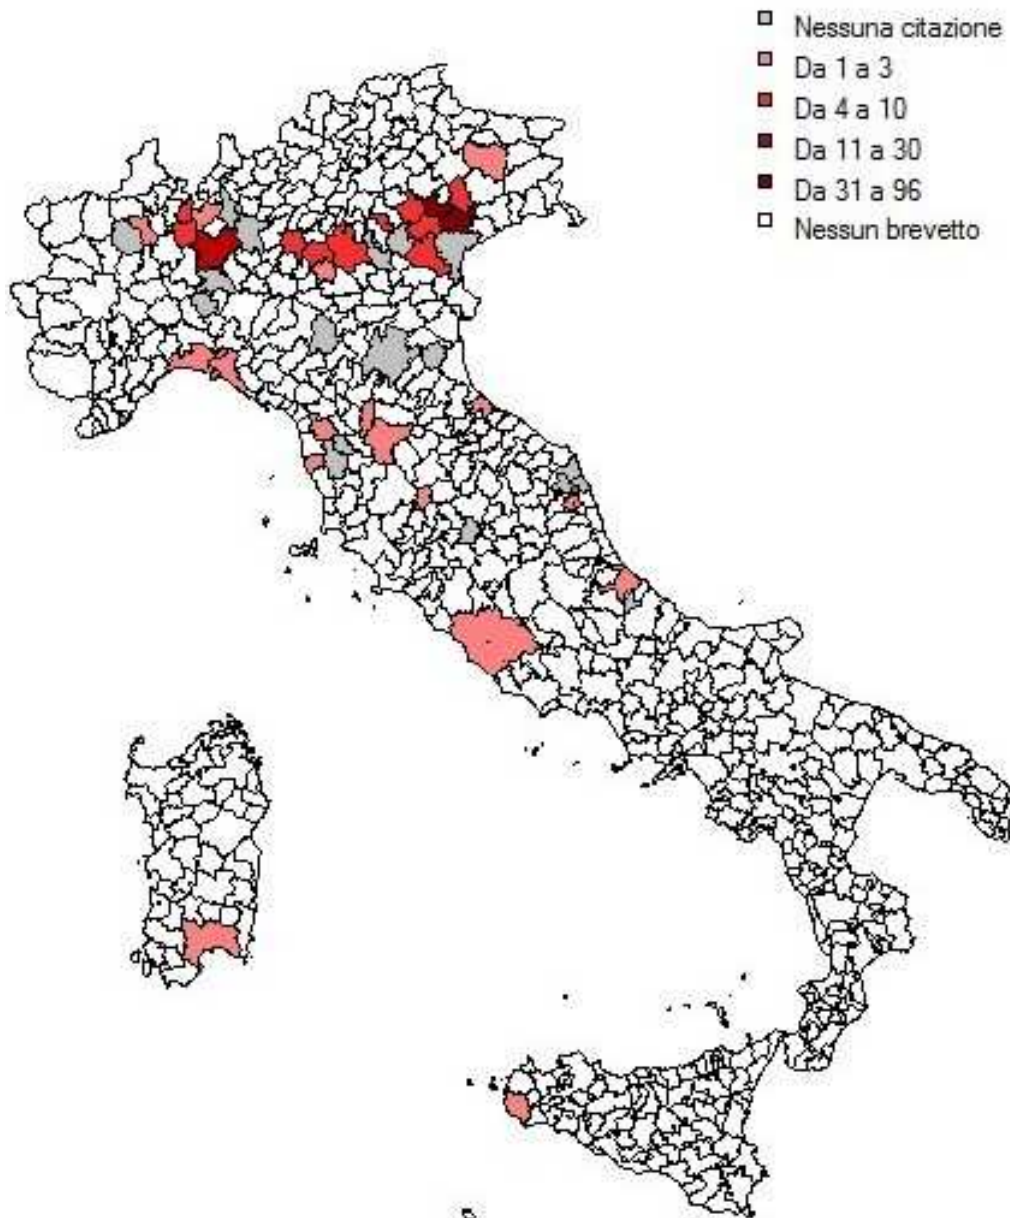 Nessuna citazione
Da 1 a 3
Da 4 a 10
Da 11 a 30
Da 31 a 96
Nessun brevetto